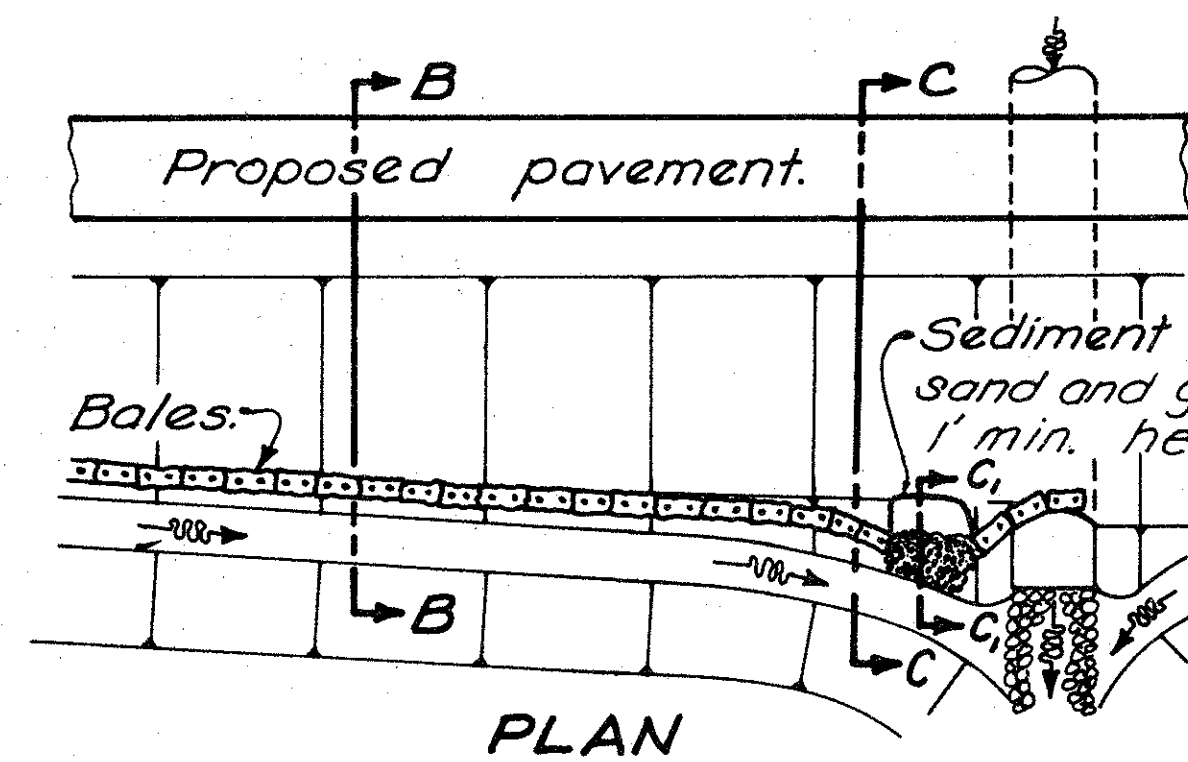 B
C
Proposed pavement.
Sediment
sand and g
1' min. he
Bales.
C₁
B
C₁
C
PLAN